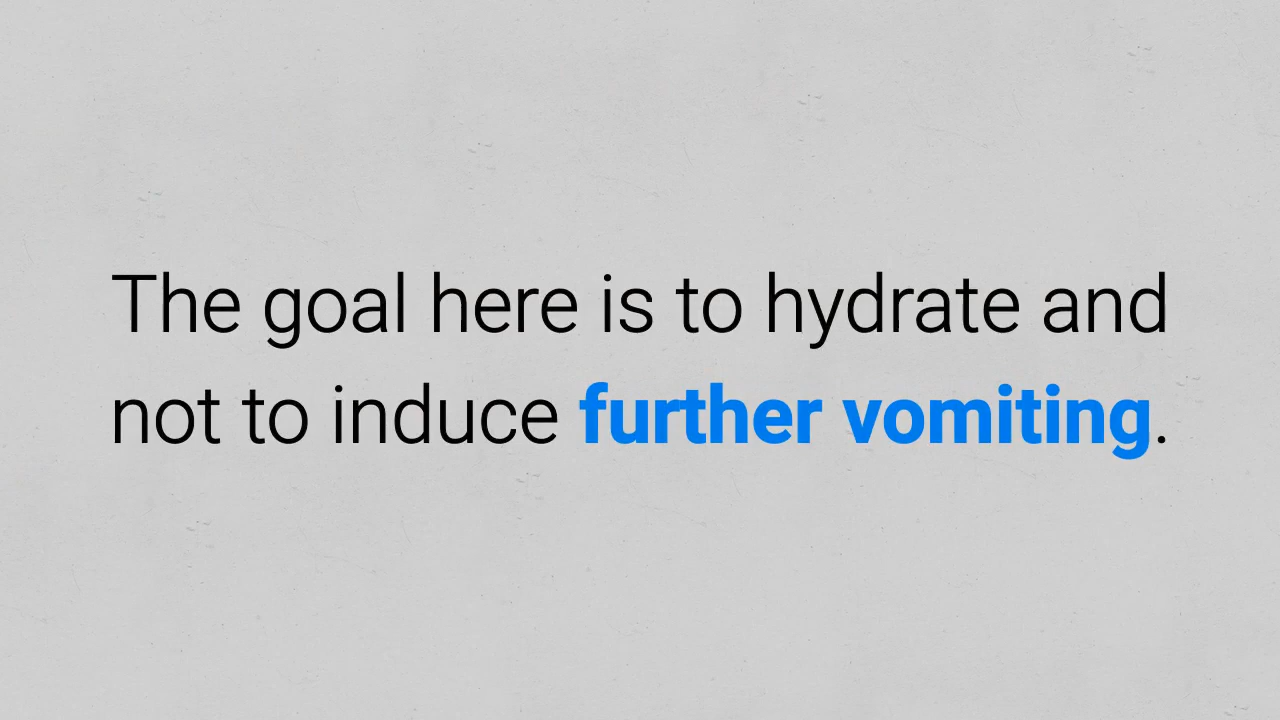 The goal here is to hydrate and
not to induce further vomiting.